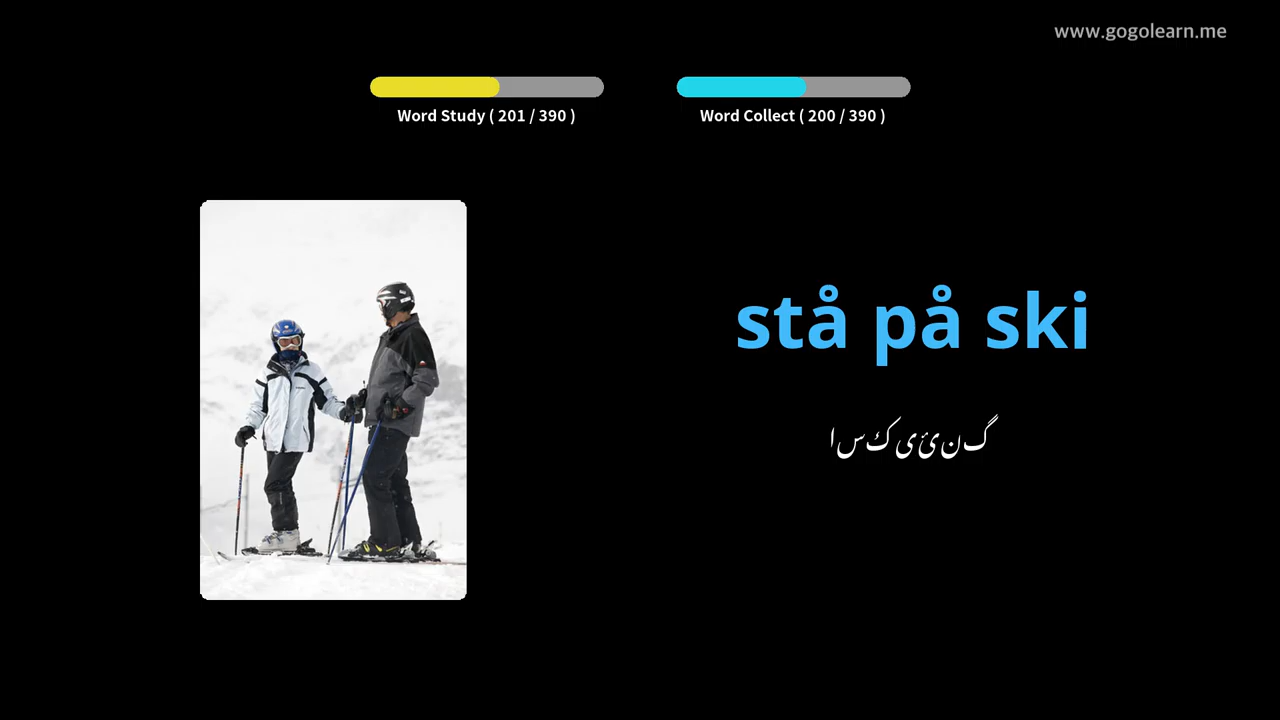 www.gogolearn.me
Word Study ( 201 / 390 )
Word Collect ( 200 / 390 )
stå på ski
اسکیئنگ